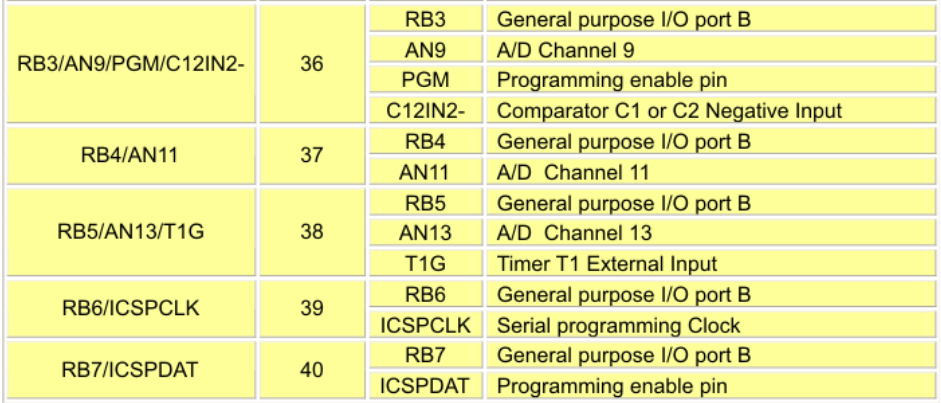 RB3/AN9/PGM/C12IN2- 36 RB3 General purpose I/O port B
AN9 A/D Channel 9
PGM Programming enable pin
C12IN2- Comparator C1 or C2 Negative Input
RB4/AN11 37 RB4 General purpose I/O port B
AN11 A/D Channel 11
RB5/AN13/T1G 38 RB5 General purpose I/O port B
AN13 A/D Channel 13
T1G Timer T1 External Input
RB6/ICSPCLK 39 RB6 General purpose I/O port B
ICSPCLK Serial programming Clock
RB7/ICSPDAT 40 RB7 General purpose I/O port B
ICSPDAT Programming enable pin